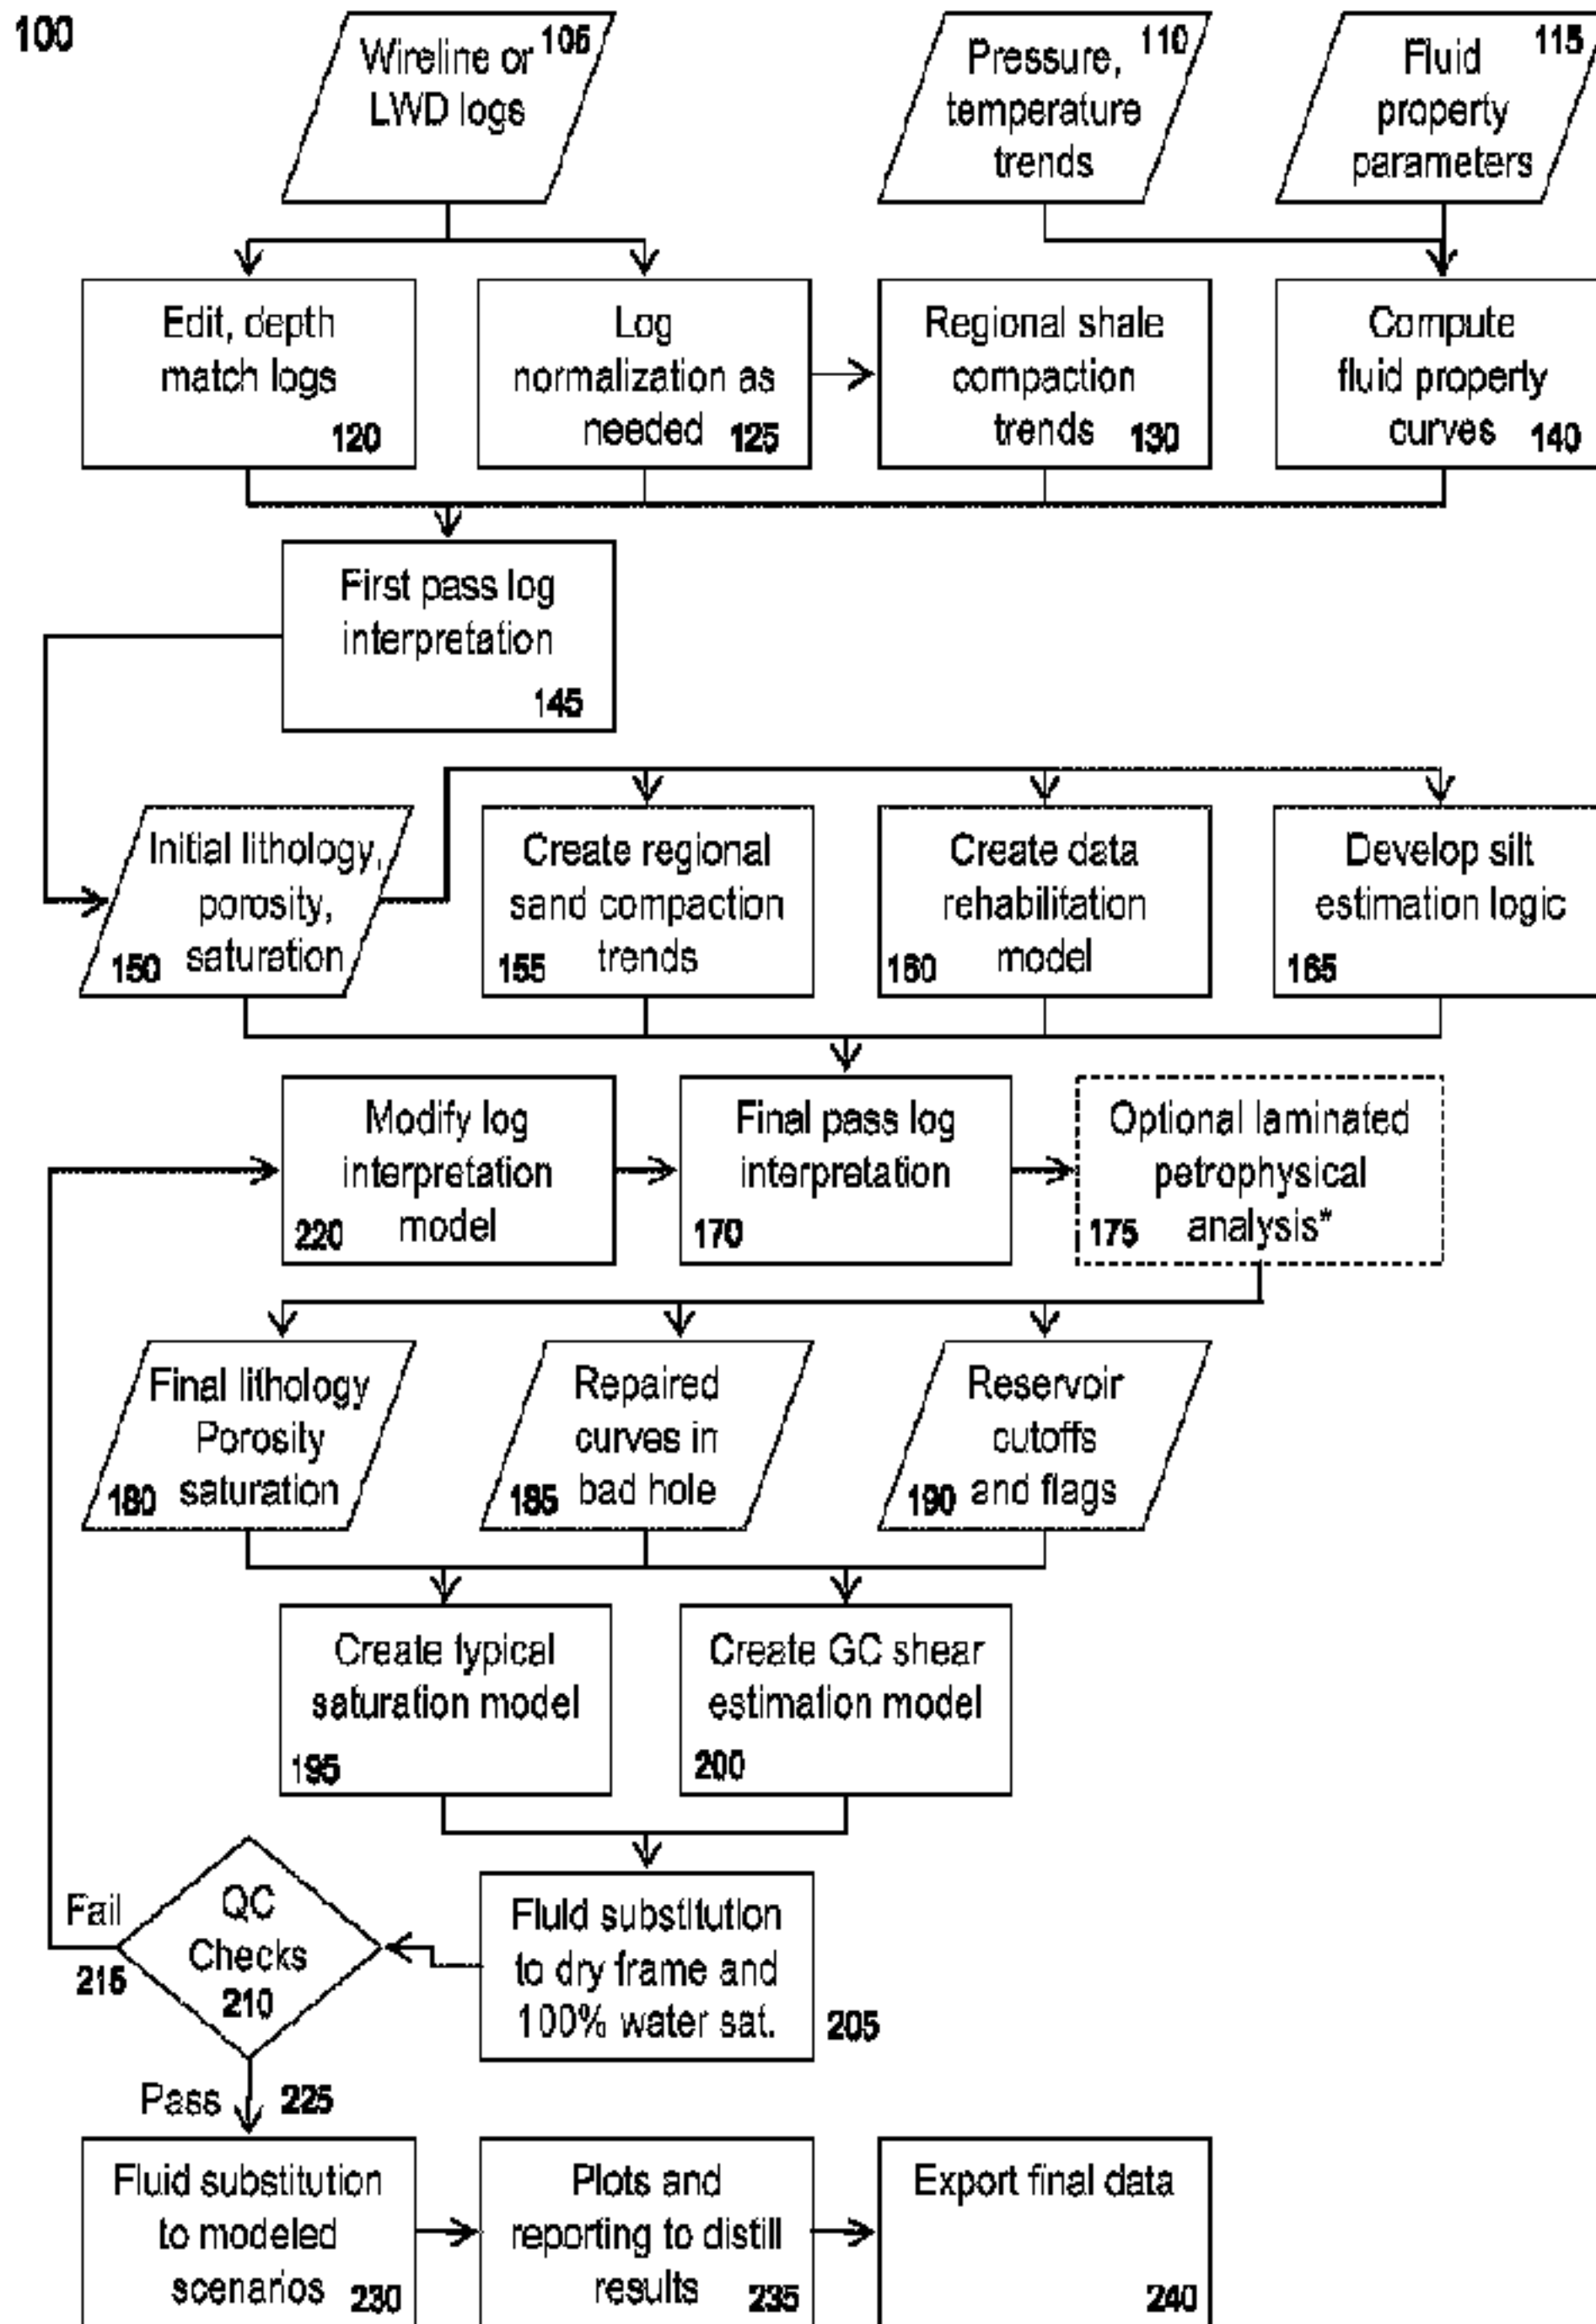 100
Wireline or 105
LWD logs
Pressure, 110
temperature
trends
Fluid 115
property
parameters
Edit, depth
match logs
120
Log
normalization as
needed 125
Regional shale
compaction
trends 130
Compute
fluid property
curves 140
First pass log
interpretation
145
Initial lithology,
porosity,
150 saturation
Create regional
sand compaction
155 trends
Create data
rehabilitation
160 model
Develop silt
estimation logic
165
Modify log
interpretation
220 model
Final pass log
interpretation
170
Optional laminated
petrophysical
175 analysis*
Final lithology
Porosity
180 saturation
Repaired
curves in
185 bad hole
Reservoir
cutoffs
190 and flags
Create typical
saturation model
195
Create GC shear
estimation model
200
Fail
215
QC
Checks
210
Fluid substitution
to dry frame and
100% water sat. 205
Pass 225
Fluid substitution
to modeled
scenarios 230
Plots and
reporting to distill
results 235
Export final data
240